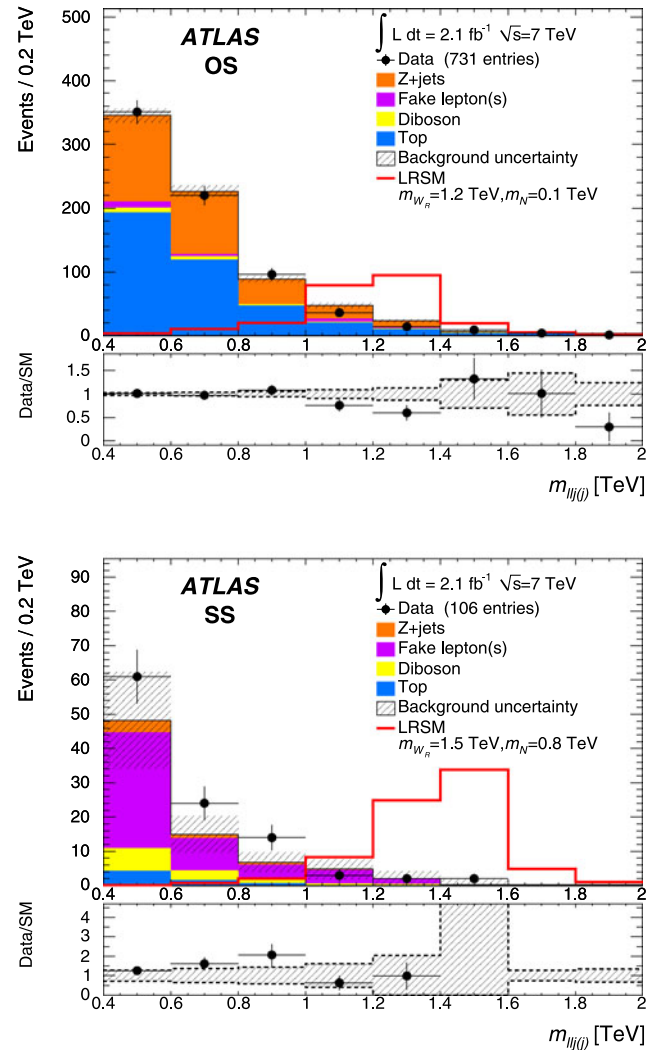 ATLAS
OS
∫ L dt = 2.1 fb⁻¹ √s=7 TeV
Data (731 entries)
Z+jets
Fake lepton(s)
Diboson
Top
Background uncertainty
LRSM
m_{W_R}=1.2 TeV,m_N=0.1 TeV
Events / 0.2 TeV
500
400
300
200
100
0
0.4 0.6 0.8 1 1.2 1.4 1.6 1.8 2
Data/SM
1.5
1
0.5
0
0.4 0.6 0.8 1 1.2 1.4 1.6 1.8 2
m_{llj(j)} [TeV]
ATLAS
SS
∫ L dt = 2.1 fb⁻¹ √s=7 TeV
Data (106 entries)
Z+jets
Fake lepton(s)
Diboson
Top
Background uncertainty
LRSM
m_{W_R}=1.5 TeV,m_N=0.8 TeV
Events / 0.2 TeV
90
80
70
60
50
40
30
20
10
0
0.4 0.6 0.8 1 1.2 1.4 1.6 1.8 2
Data/SM
4
3
2
1
0
0.4 0.6 0.8 1 1.2 1.4 1.6 1.8 2
m_{llj(j)} [TeV]